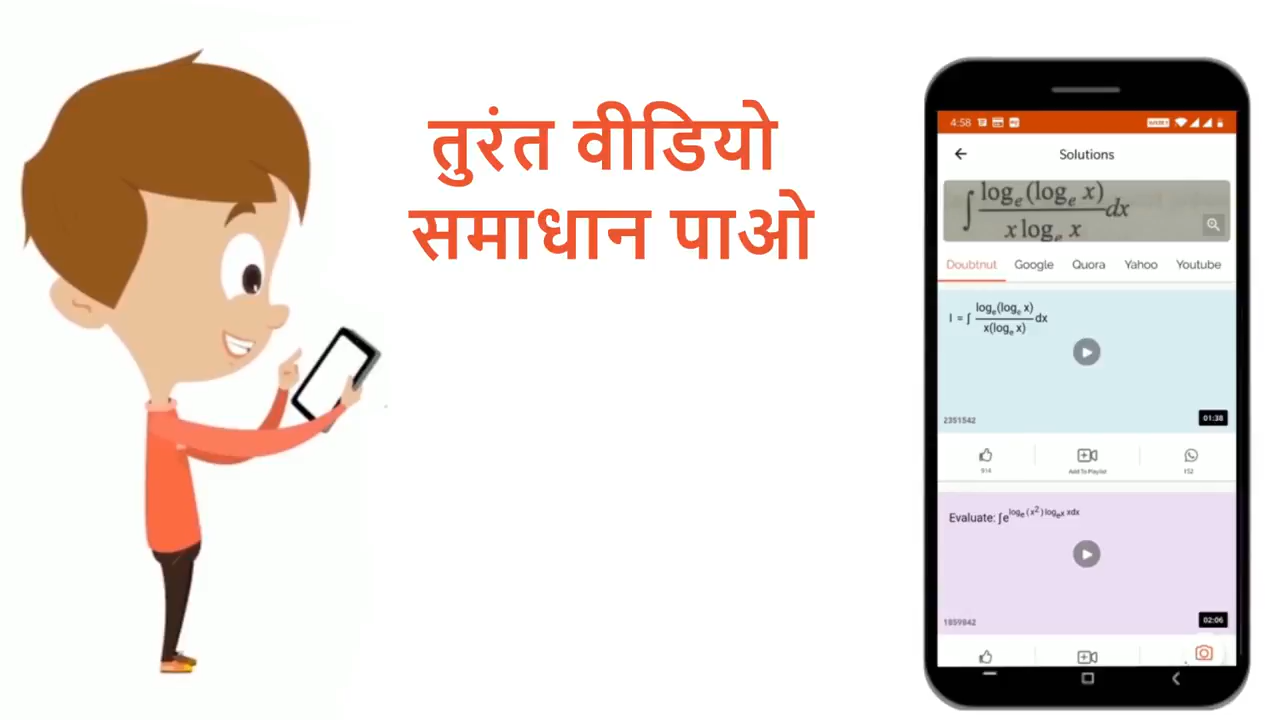 तुरंत वीडियो
समाधान पाओ
4:58
Solutions
∫ logₑ(logₑ x) / x logₑ x dx
Doubtnut Google Quora Yahoo Youtube
I = ∫ logₑ(logₑ x) / x(logₑ x) dx
2351542 01:38
914 Add To Playlist 152
Evaluate: ∫e^logₑ(x²)logₑx xdx
1859842 02:06